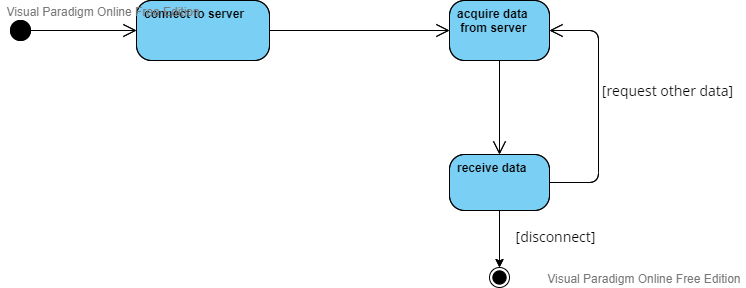 Visual Paradigm Online Free Edition
connect to server
acquire data
from server
[request other data]
receive data
[disconnect]
Visual Paradigm Online Free Edition